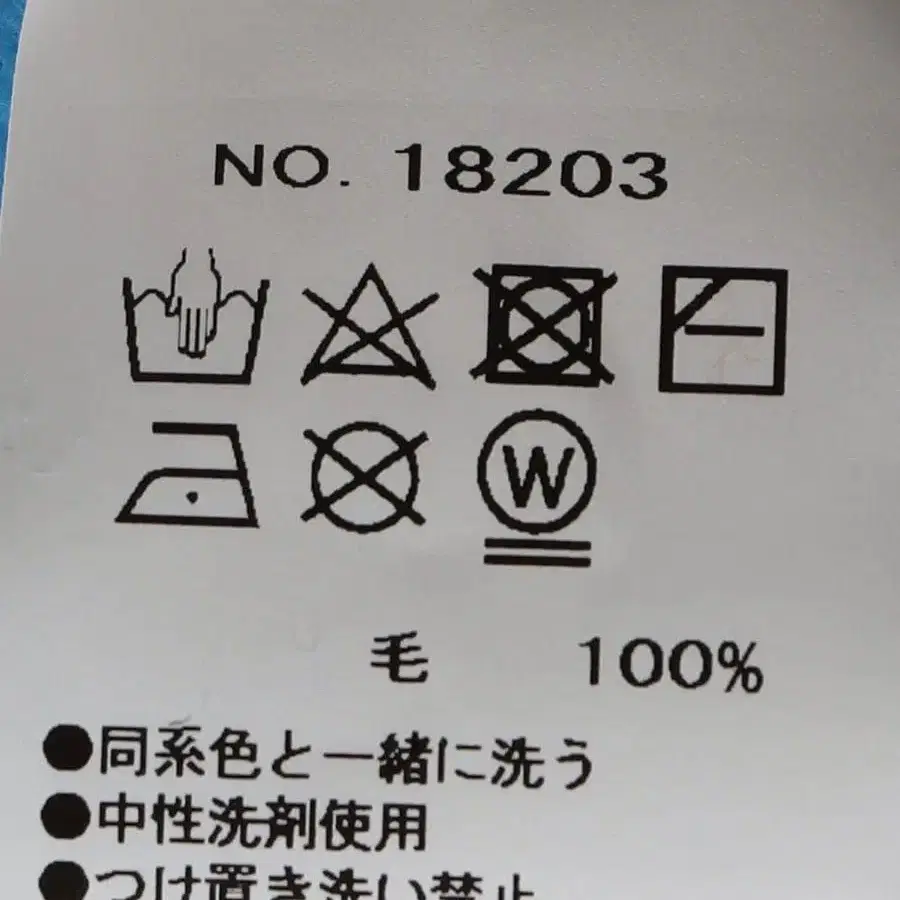 NO. 18203
W
毛 100%
●同系色と一緒に洗う
●中性洗剤使用
●つけ置き洗い禁止